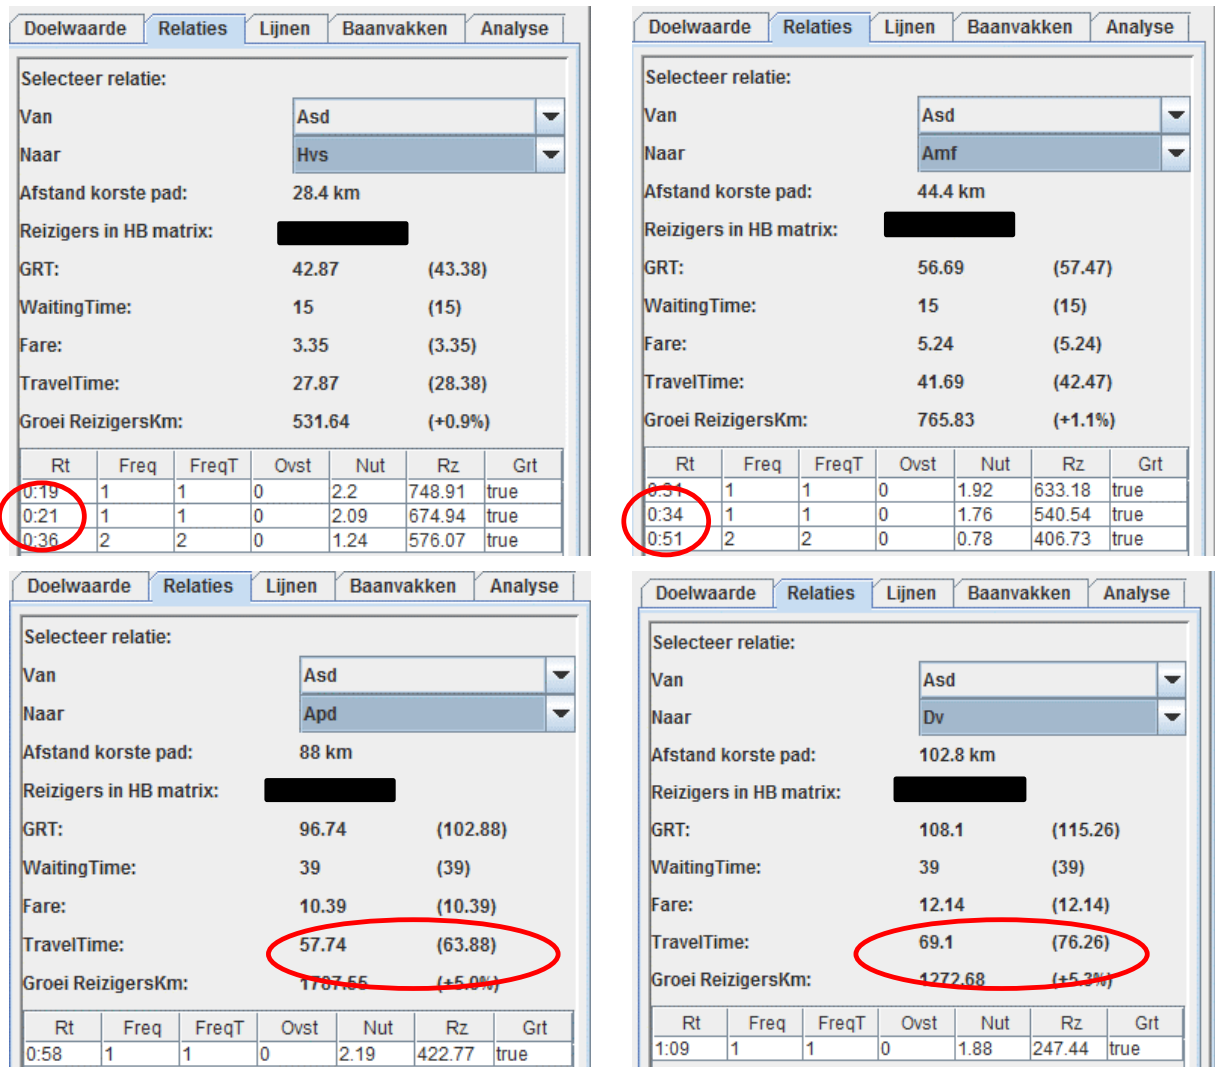 Doelwaarde Relaties Lijnen Baanvakken Analyse
Selecteer relatie:
Van Asd
Naar Hvs
Afstand korste pad: 28.4 km
Reizigers in HB matrix:
GRT: 42.87 (43.38)
WaitingTime: 15 (15)
Fare: 3.35 (3.35)
TravelTime: 27.87 (28.38)
Groei ReizigersKm: 531.64 (+0.9%)
Rt Freq FreqT Ovst Nut Rz Grt
0:19 1 1 0 2.2 748.91 true
0:21 1 1 0 2.09 674.94 true
0:36 2 2 0 1.24 576.07 true
Doelwaarde Relaties Lijnen Baanvakken Analyse
Selecteer relatie:
Van Asd
Naar Amf
Afstand korste pad: 44.4 km
Reizigers in HB matrix:
GRT: 56.69 (57.47)
WaitingTime: 15 (15)
Fare: 5.24 (5.24)
TravelTime: 41.69 (42.47)
Groei ReizigersKm: 765.83 (+1.1%)
Rt Freq FreqT Ovst Nut Rz Grt
1 1 0 1.92 633.18 true
0:34 1 1 0 1.76 540.54 true
0:51 2 2 0 0.78 406.73 true
Doelwaarde Relaties Lijnen Baanvakken Analyse
Selecteer relatie:
Van Asd
Naar Apd
Afstand korste pad: 88 km
Reizigers in HB matrix:
GRT: 96.74 (102.88)
WaitingTime: 39 (39)
Fare: 10.39 (10.39)
TravelTime: 57.74 (63.88)
Groei ReizigersKm: 1787.55 (+5.9%)
Rt Freq FreqT Ovst Nut Rz Grt
0:58 1 1 0 2.19 422.77 true
Doelwaarde Relaties Lijnen Baanvakken Analyse
Selecteer relatie:
Van Asd
Naar Dv
Afstand korste pad: 102.8 km
Reizigers in HB matrix:
GRT: 108.1 (115.26)
WaitingTime: 39 (39)
Fare: 12.14 (12.14)
TravelTime: 69.1 (76.26)
Groei ReizigersKm: 1272.68 (+5.3%)
Rt Freq FreqT Ovst Nut Rz Grt
1:09 1 1 0 1.88 247.44 true